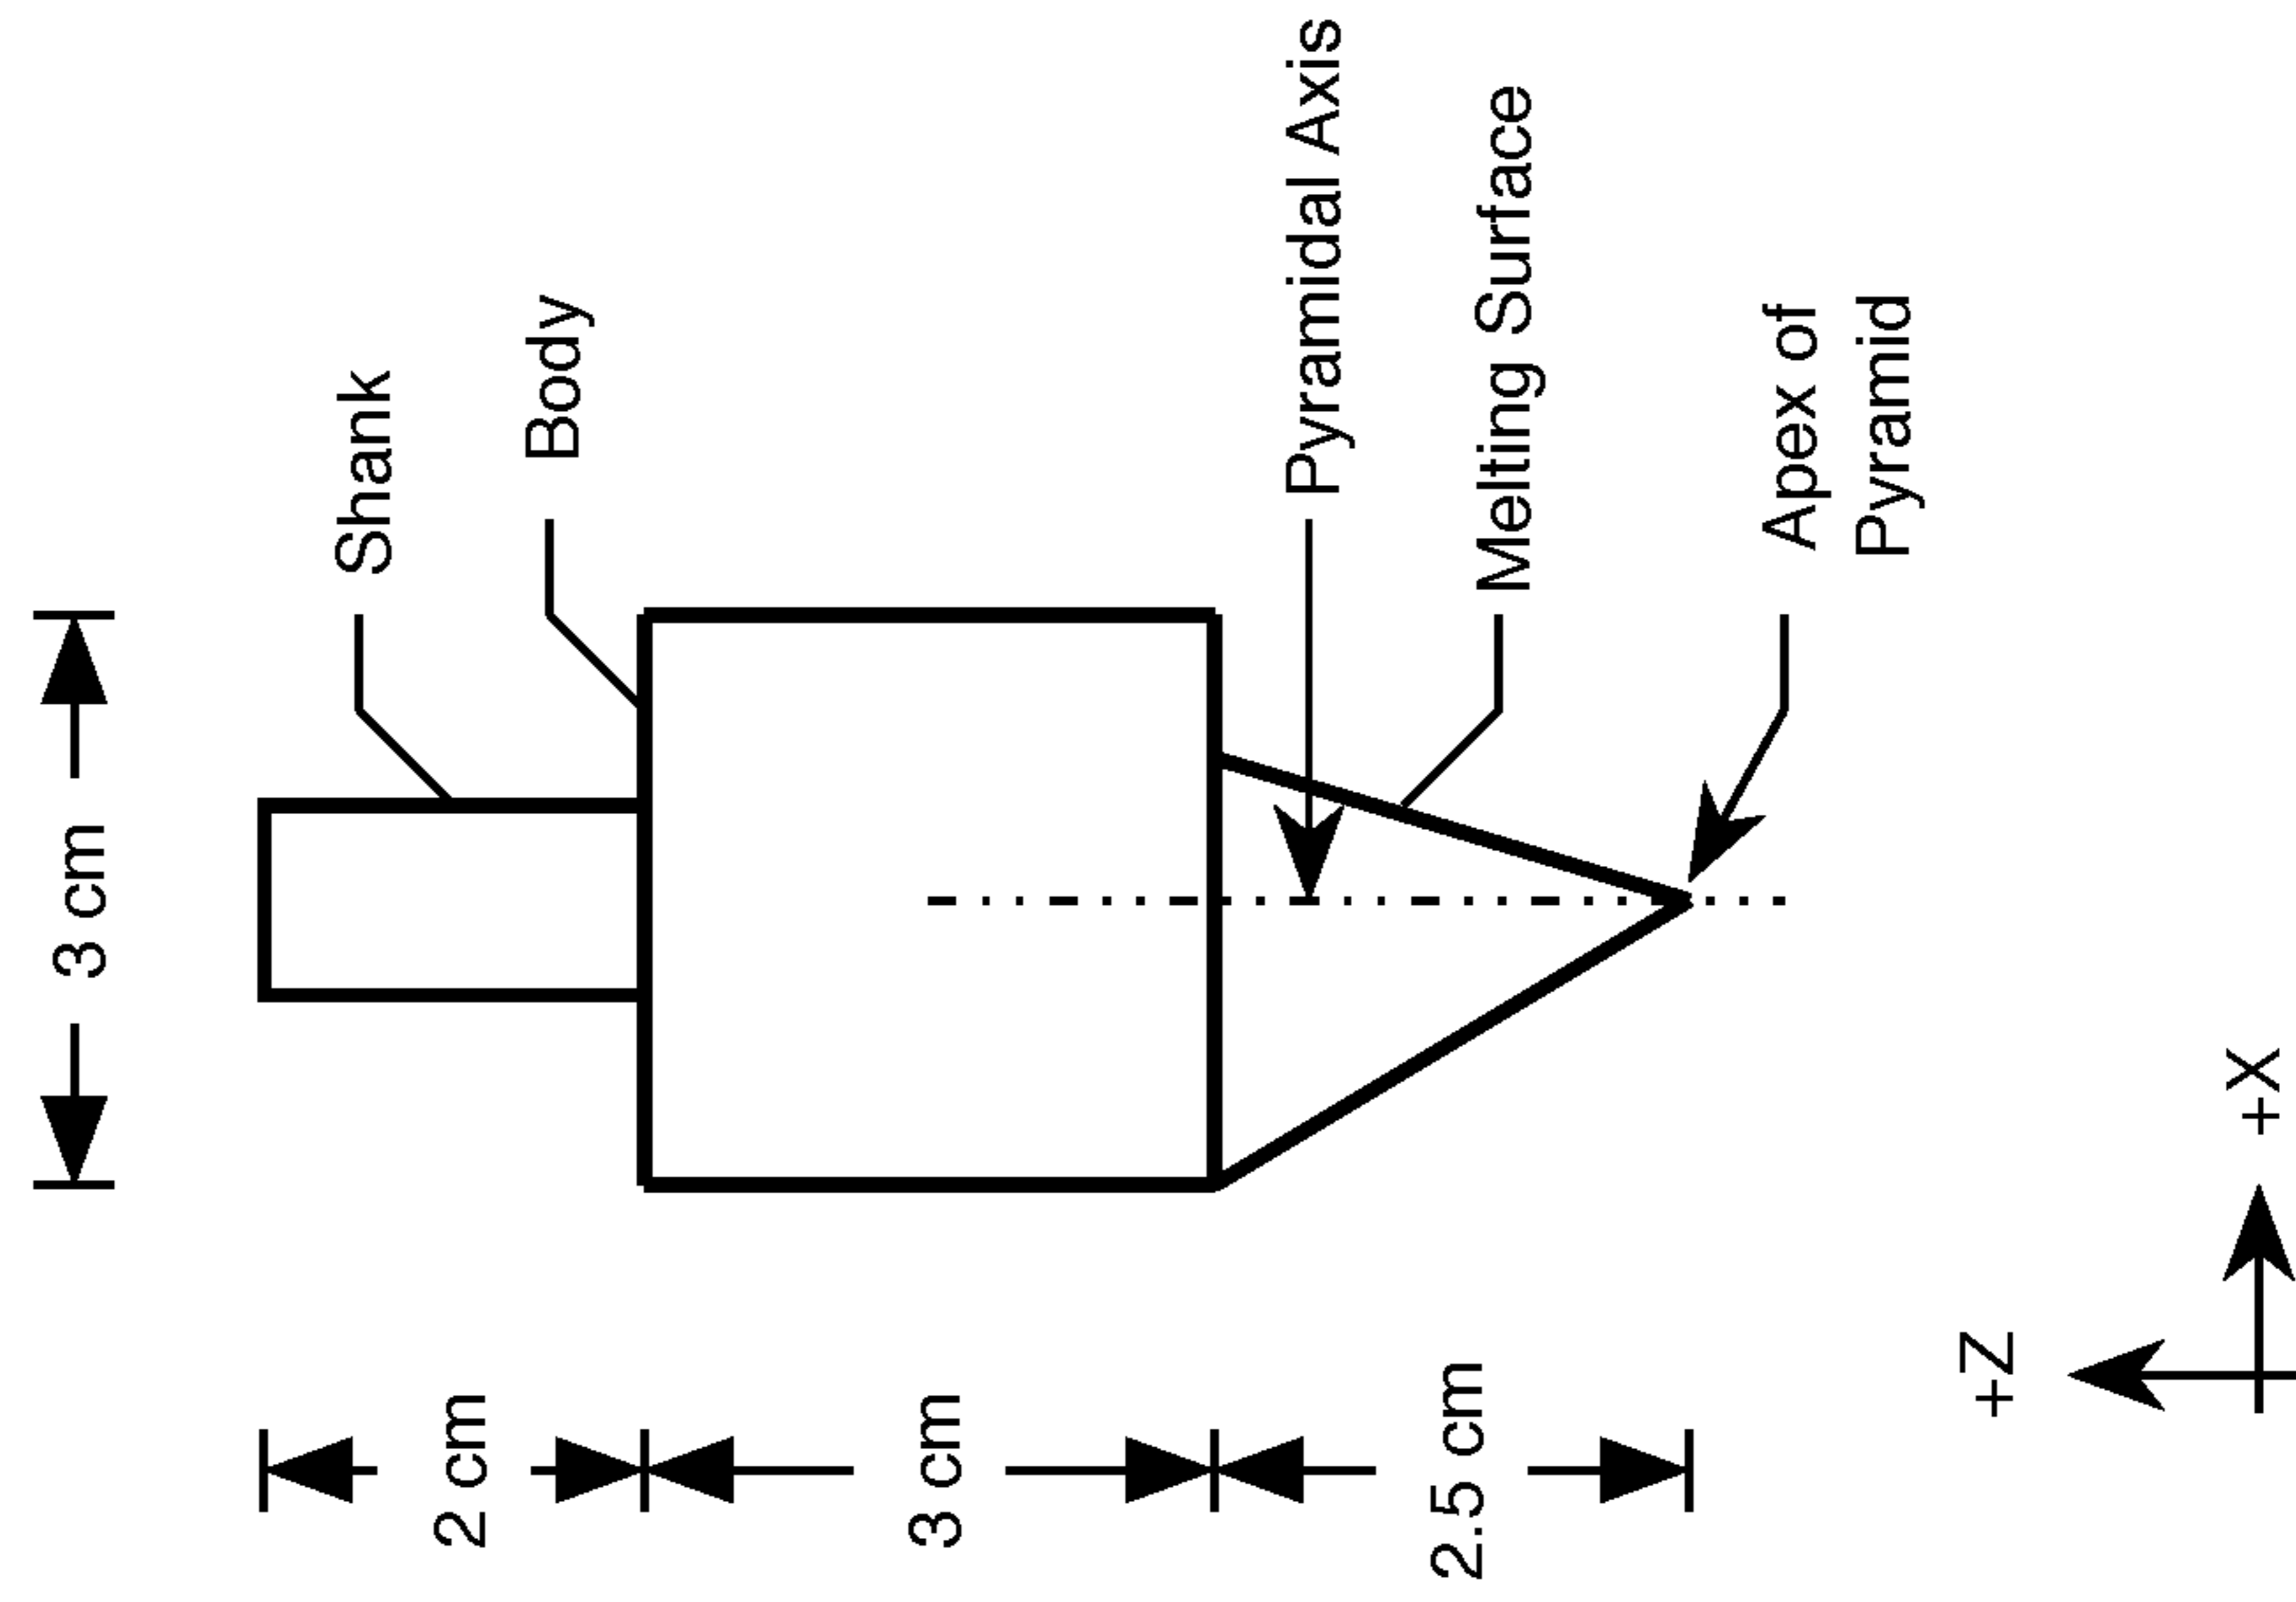 3 cm
Shank
Body
Pyramidal Axis
Melting Surface
Apex of
Pyramid
2 cm
3 cm
2.5 cm
+Z
+X